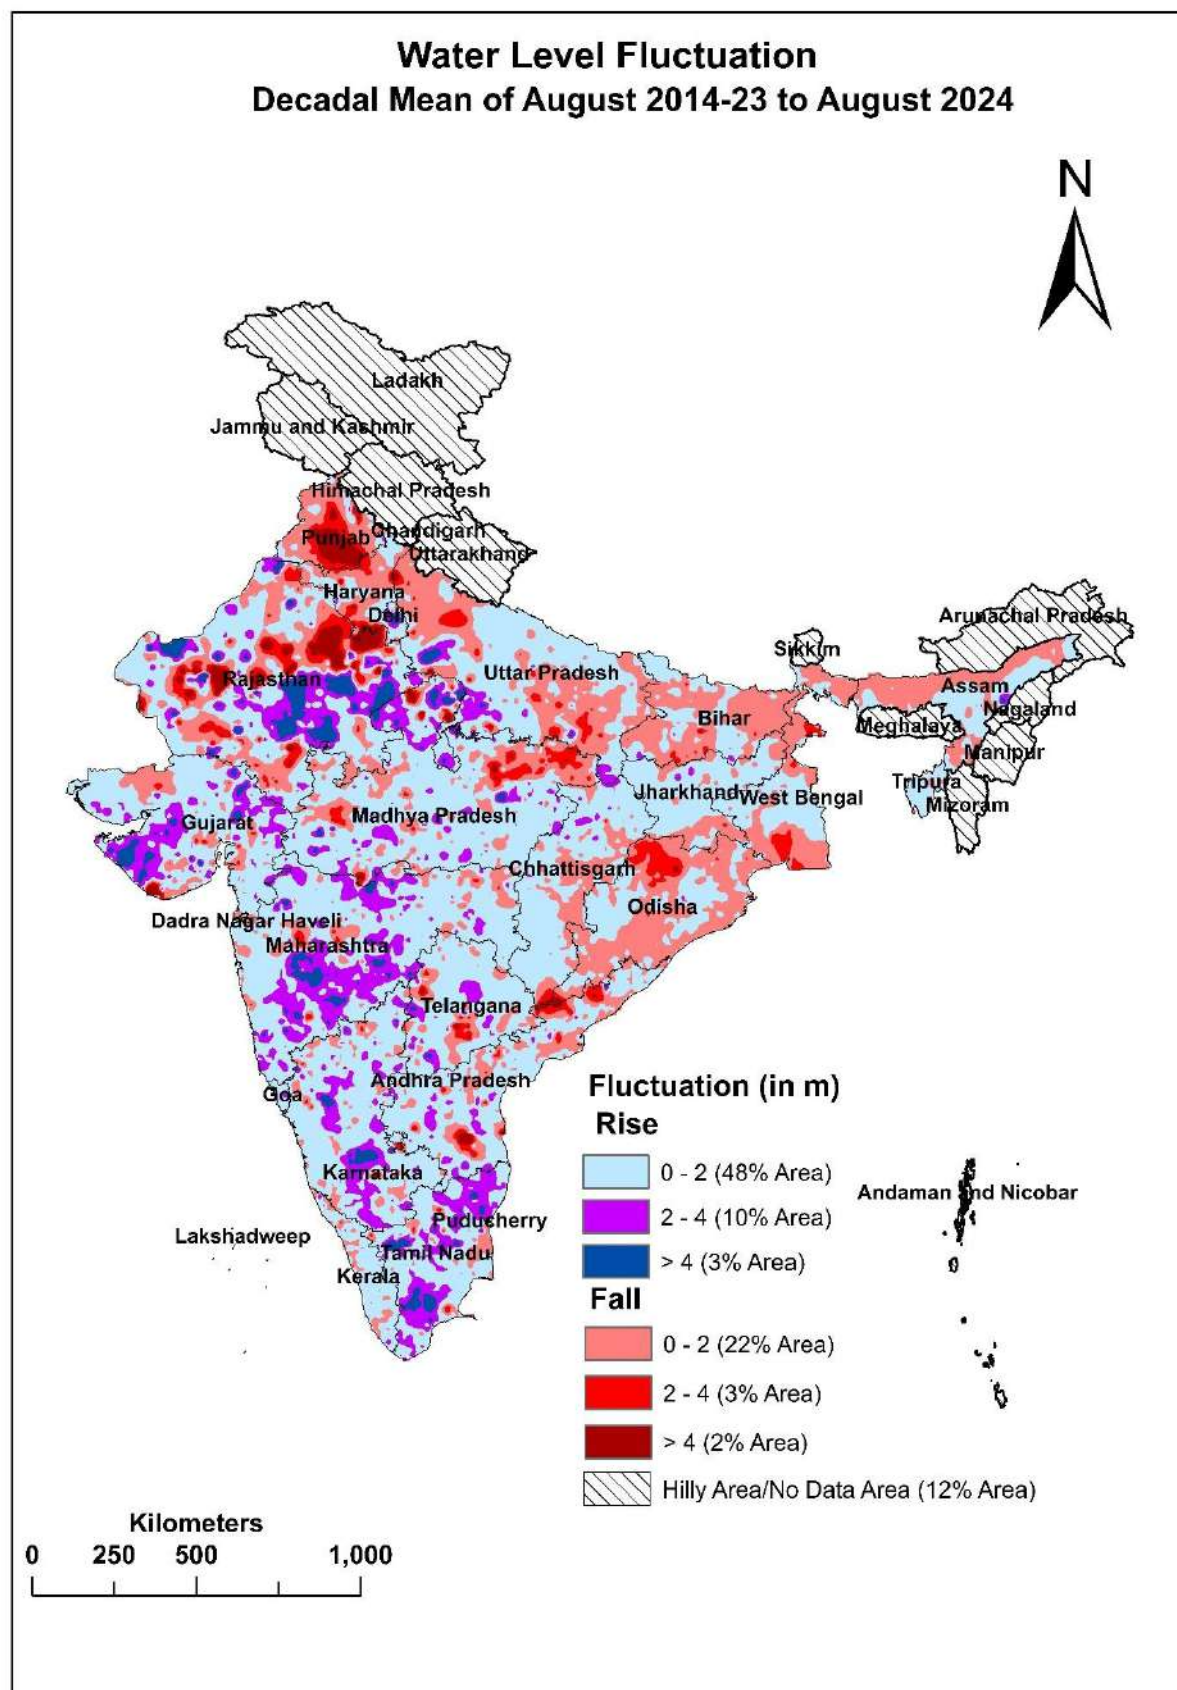 Water Level Fluctuation
Decadal Mean of August 2014-23 to August 2024
N
Ladakh
Jammu and Kashmir
Himachal Pradesh
Chandigarh
Punjab
Uttarakhand
Haryana
Delhi
Arunachal Pradesh
Sikkim
Uttar Pradesh
Rajasthan
Assam
Nagaland
Bihar
Meghalaya
Manipur
Tripura
Jharkhand
West Bengal
Mizoram
Gujarat
Madhya Pradesh
Chhattisgarh
Odisha
Dadra Nagar Haveli
Maharashtra
Telangana
Andhra Pradesh
Goa
Karnataka
Puducherry
Lakshadweep
Tamil Nadu
Kerala
Andaman and Nicobar
Fluctuation (in m)
Rise
0 - 2 (48% Area)
2 - 4 (10% Area)
> 4 (3% Area)
Fall
0 - 2 (22% Area)
2 - 4 (3% Area)
> 4 (2% Area)
Hilly Area/No Data Area (12% Area)
Kilometers
0 250 500 1,000